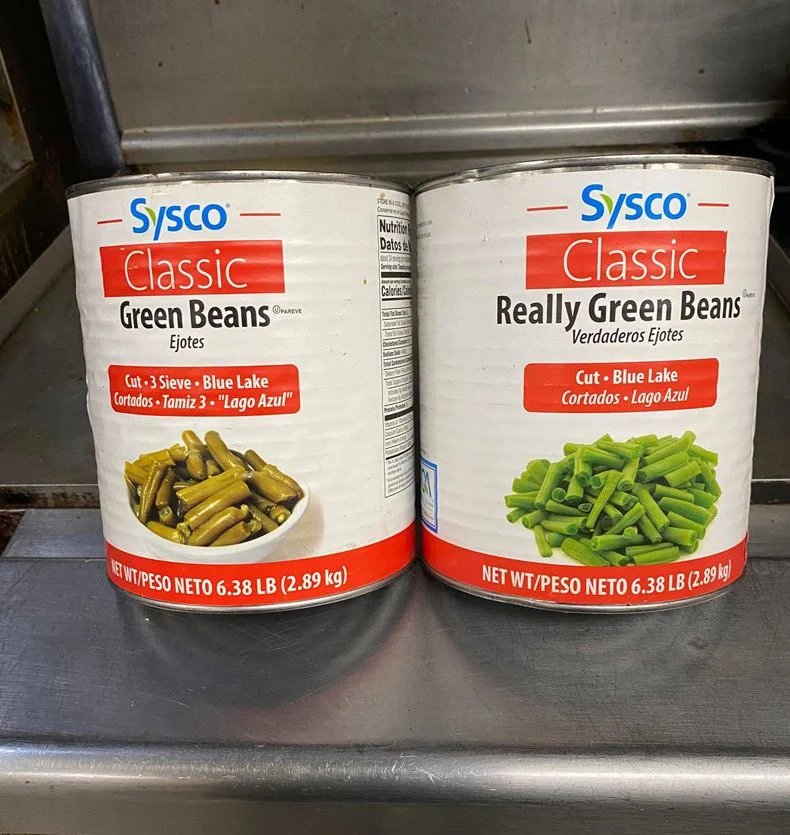 Sysco
Classic
Green Beans
PAREVE
Ejotes
Cut • 3 Sieve • Blue Lake
Cortados • Tamiz 3 • "Lago Azul"
NET WT/PESO NETO 6.38 LB (2.89 kg)
Nutrition
Datos de
Calories
Sysco
Classic
Really Green Beans
Verdaderos Ejotes
Cut • Blue Lake
Cortados • Lago Azul
NET WT/PESO NETO 6.38 LB (2.89 kg)